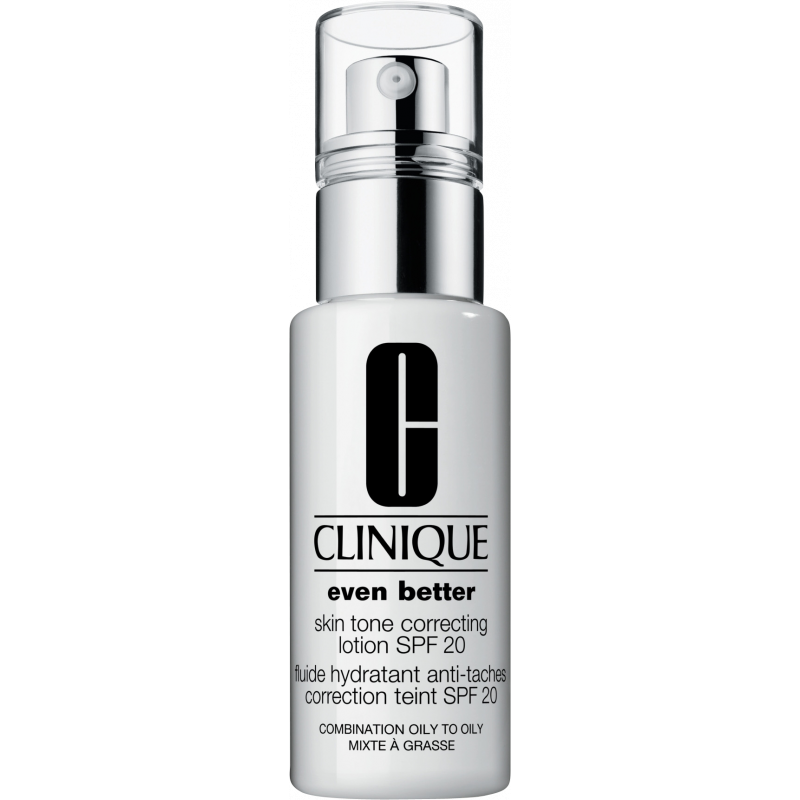 C
CLINIQUE
even better
skin tone correcting
lotion SPF 20
fluide hydratant anti-taches
correction teint SPF 20
COMBINATION OILY TO OILY
MIXTE À GRASSE